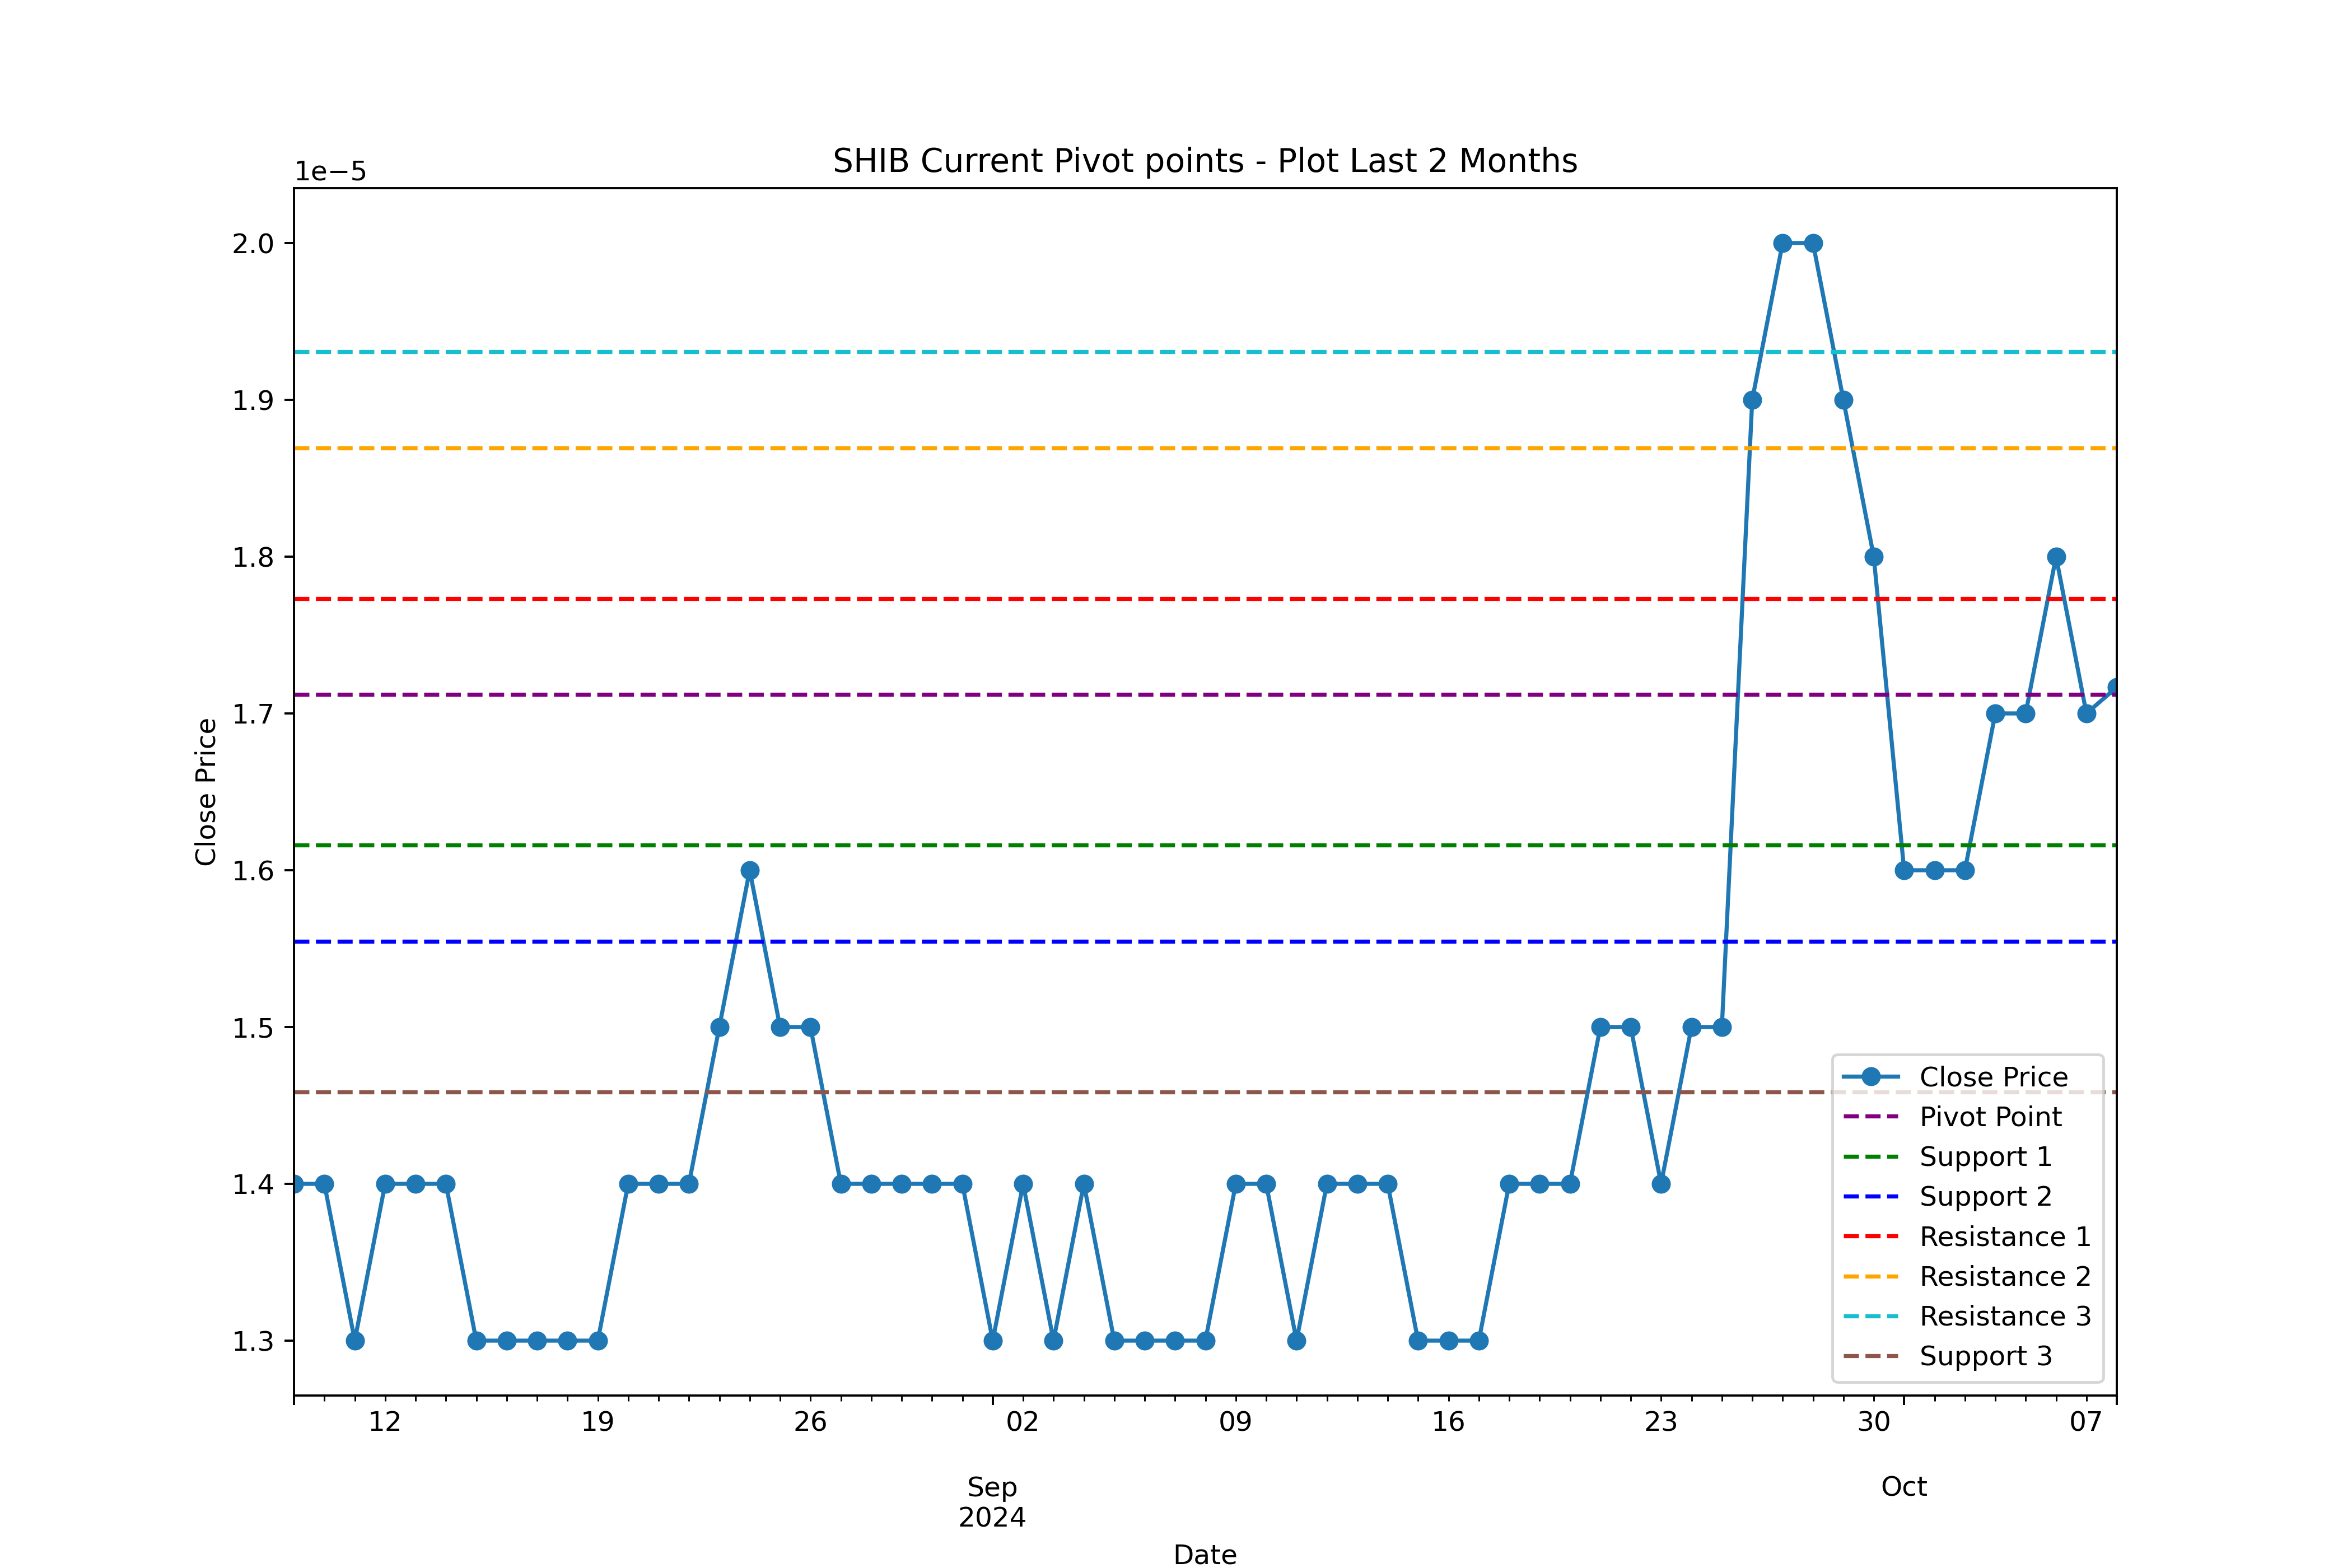 SHIB Current Pivot points - Plot Last 2 Months
1e−5
2.0
1.9
1.8
1.7
1.6
1.5
1.4
1.3
Close Price
Close Price
Pivot Point
Support 1
Support 2
Resistance 1
Resistance 2
Resistance 3
Support 3
12 19 26 02 09 16 23 30 07
Sep Oct
2024
Date